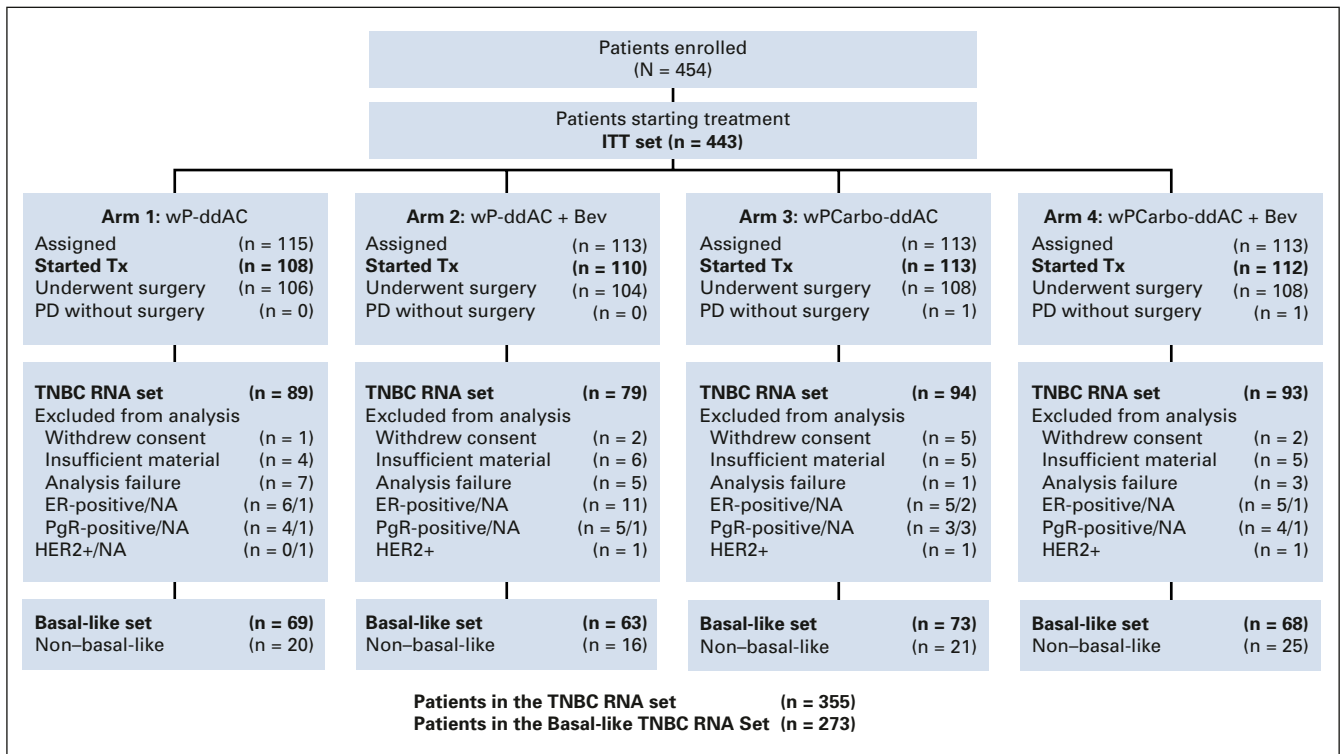 Patients enrolled
(N = 454)
Patients starting treatment
ITT set (n = 443)
Arm 1: wP-ddAC
Assigned (n = 115)
Started Tx (n = 108)
Underwent surgery (n = 106)
PD without surgery (n = 0)
TNBC RNA set (n = 89)
Excluded from analysis
Withdrew consent (n = 1)
Insufficient material (n = 4)
Analysis failure (n = 7)
ER-positive/NA (n = 6/1)
PgR-positive/NA (n = 4/1)
HER2+/NA (n = 0/1)
Basal-like set (n = 69)
Non–basal-like (n = 20)
Arm 2: wP-ddAC + Bev
Assigned (n = 113)
Started Tx (n = 110)
Underwent surgery (n = 104)
PD without surgery (n = 0)
TNBC RNA set (n = 79)
Excluded from analysis
Withdrew consent (n = 2)
Insufficient material (n = 6)
Analysis failure (n = 5)
ER-positive/NA (n = 11)
PgR-positive/NA (n = 5/1)
HER2+ (n = 1)
Basal-like set (n = 63)
Non–basal-like (n = 16)
Arm 3: wPCarbo-ddAC
Assigned (n = 113)
Started Tx (n = 113)
Underwent surgery (n = 108)
PD without surgery (n = 1)
TNBC RNA set (n = 94)
Excluded from analysis
Withdrew consent (n = 5)
Insufficient material (n = 5)
Analysis failure (n = 1)
ER-positive/NA (n = 5/2)
PgR-positive/NA (n = 3/3)
HER2+ (n = 1)
Basal-like set (n = 73)
Non–basal-like (n = 21)
Arm 4: wPCarbo-ddAC + Bev
Assigned (n = 113)
Started Tx (n = 112)
Underwent surgery (n = 108)
PD without surgery (n = 1)
TNBC RNA set (n = 93)
Excluded from analysis
Withdrew consent (n = 2)
Insufficient material (n = 5)
Analysis failure (n = 3)
ER-positive/NA (n = 5/1)
PgR-positive/NA (n = 4/1)
HER2+ (n = 1)
Basal-like set (n = 68)
Non–basal-like (n = 25)
Patients in the TNBC RNA set (n = 355)
Patients in the Basal-like TNBC RNA Set (n = 273)